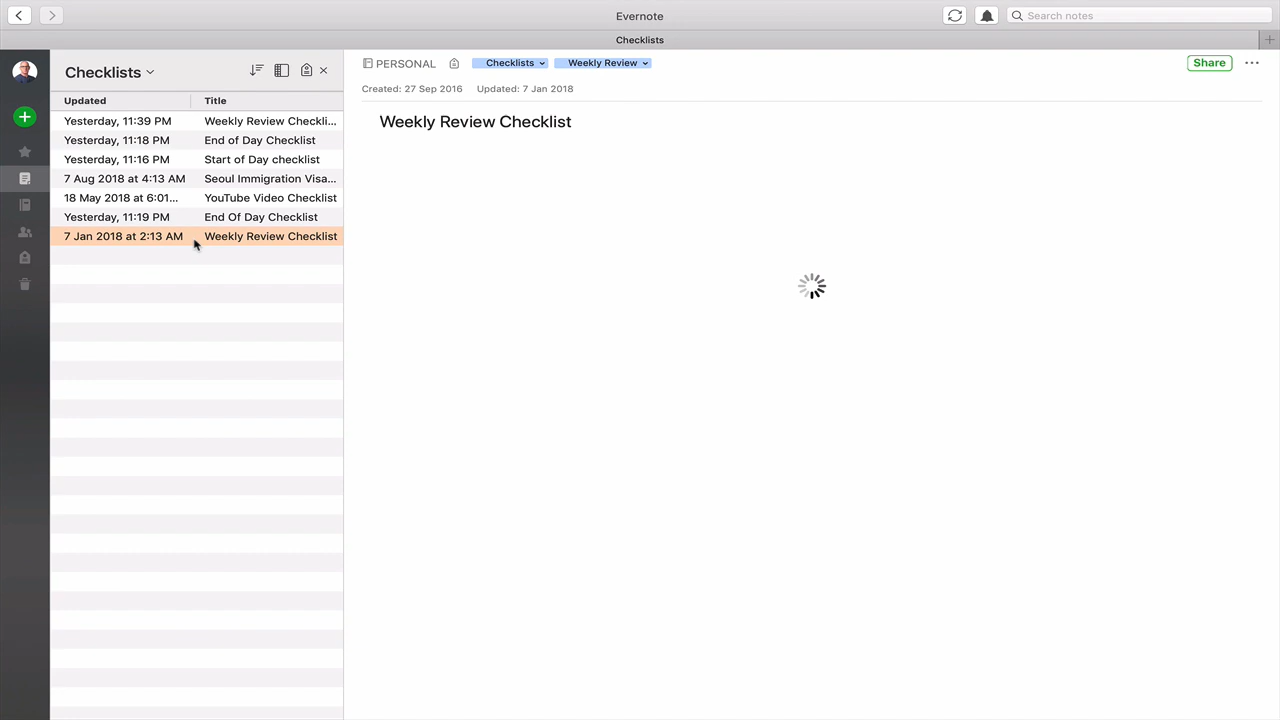 Evernote
Search notes
Checklists
Checklists
PERSONAL
Checklists
Weekly Review
Share
Created: 27 Sep 2016
Updated: 7 Jan 2018
Updated
Title
Weekly Review Checklist
Yesterday, 11:39 PM
Weekly Review Checkli...
Yesterday, 11:18 PM
End of Day Checklist
Yesterday, 11:16 PM
Start of Day checklist
7 Aug 2018 at 4:13 AM
Seoul Immigration Visa...
18 May 2018 at 6:01...
YouTube Video Checklist
Yesterday, 11:19 PM
End Of Day Checklist
7 Jan 2018 at 2:13 AM
Weekly Review Checklist